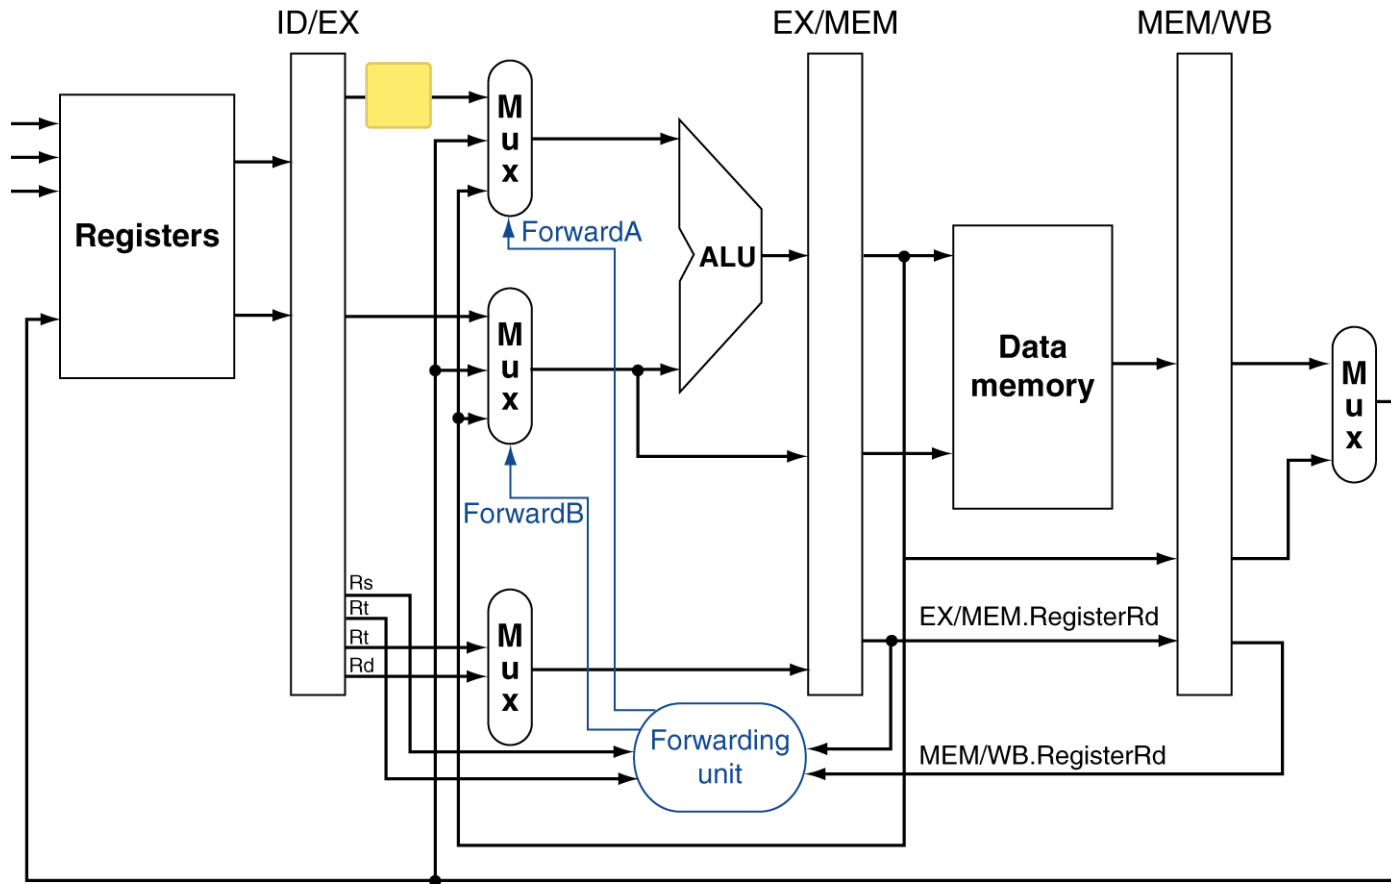 ID/EX
EX/MEM
MEM/WB
M
u
x
Registers
ForwardA
ALU
M
u
x
Data
memory
M
u
x
ForwardB
Rs
Rt
Rt
Rd
M
u
x
EX/MEM.RegisterRd
Forwarding
unit
MEM/WB.RegisterRd